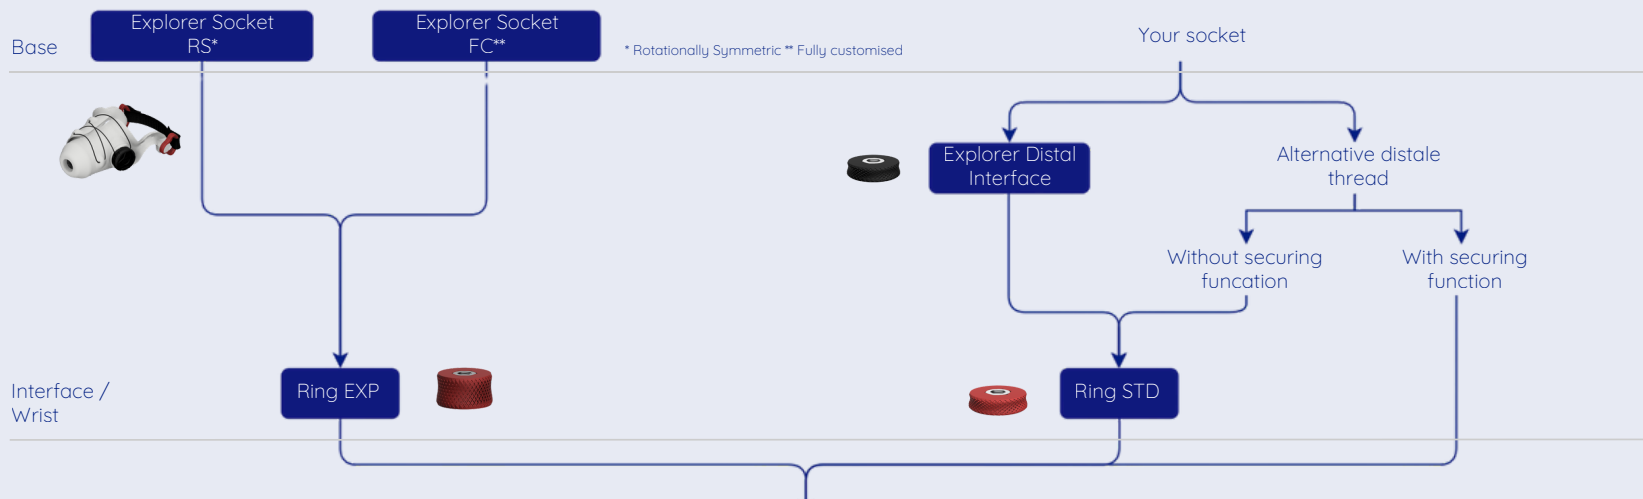 Base
Explorer Socket
RS*
Explorer Socket
FC**
* Rotationally Symmetric ** Fully customised
Your socket
Explorer Distal
Interface
Alternative distale
thread
Without securing
funcation
With securing
function
Interface /
Wrist
Ring EXP
Ring STD